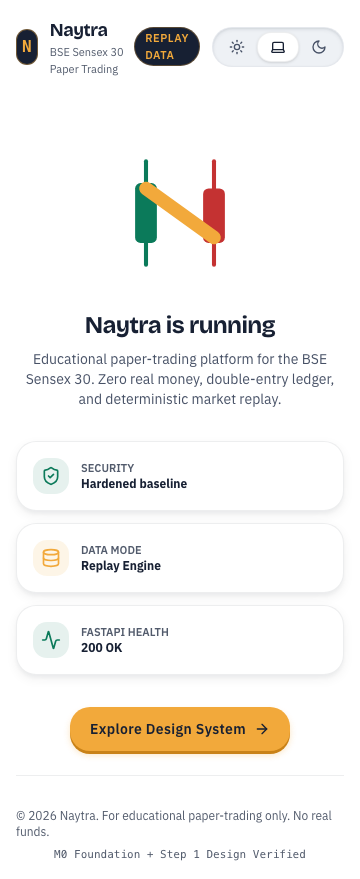 N
Naytra
BSE Sensex 30
Paper Trading
REPLAY
DATA
Naytra is running
Educational paper-trading platform for the BSE
Sensex 30. Zero real money, double-entry ledger,
and deterministic market replay.
SECURITY
Hardened baseline
DATA MODE
Replay Engine
FASTAPI HEALTH
200 OK
Explore Design System →
© 2026 Naytra. For educational paper-trading only. No real
funds.
M0 Foundation + Step 1 Design Verified